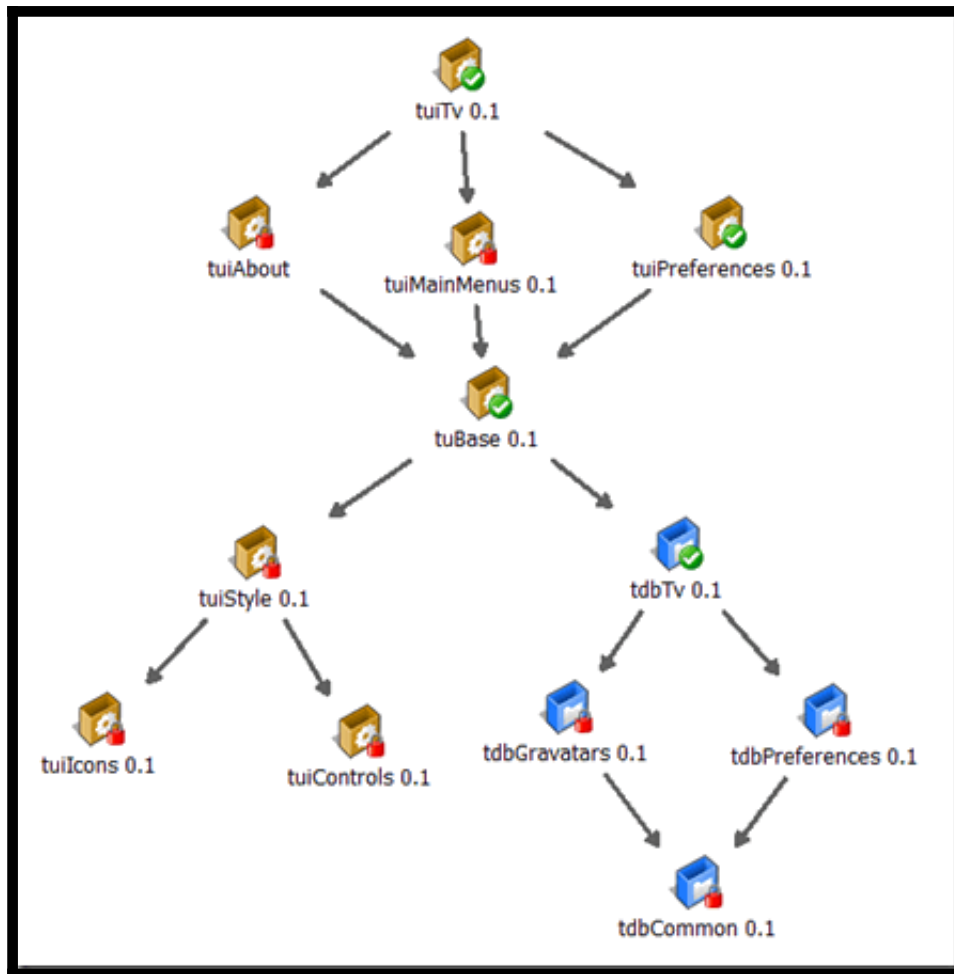 tuiTv 0.1
tuiAbout
tuiMainMenus 0.1
tuiPreferences 0.1
tuBase 0.1
tuiStyle 0.1
tdbTv 0.1
tuiIcons 0.1
tuiControls 0.1
tdbGravatars 0.1
tdbPreferences 0.1
tdbCommon 0.1